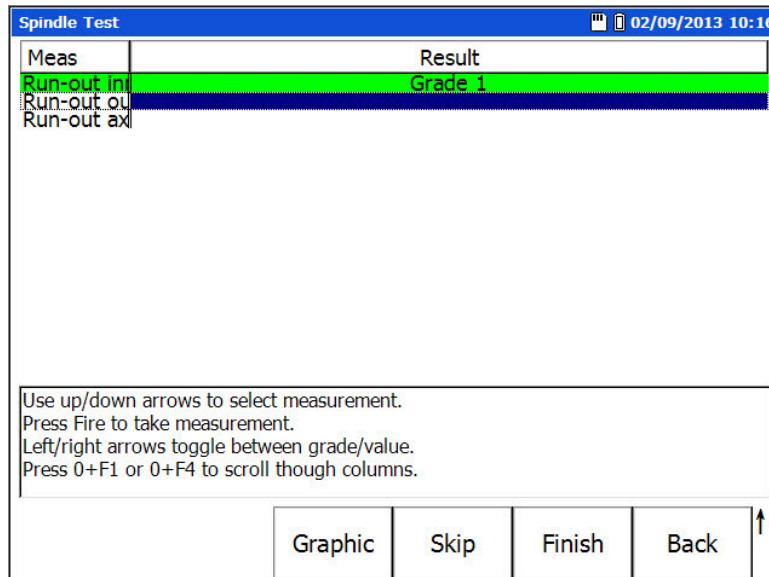 Spindle Test 02/09/2013 10:16
Meas Result
Run-out in Grade 1
Run-out ou
Run-out ax
Use up/down arrows to select measurement.
Press Fire to take measurement.
Left/right arrows toggle between grade/value.
Press 0+F1 or 0+F4 to scroll though columns.
Graphic Skip Finish Back